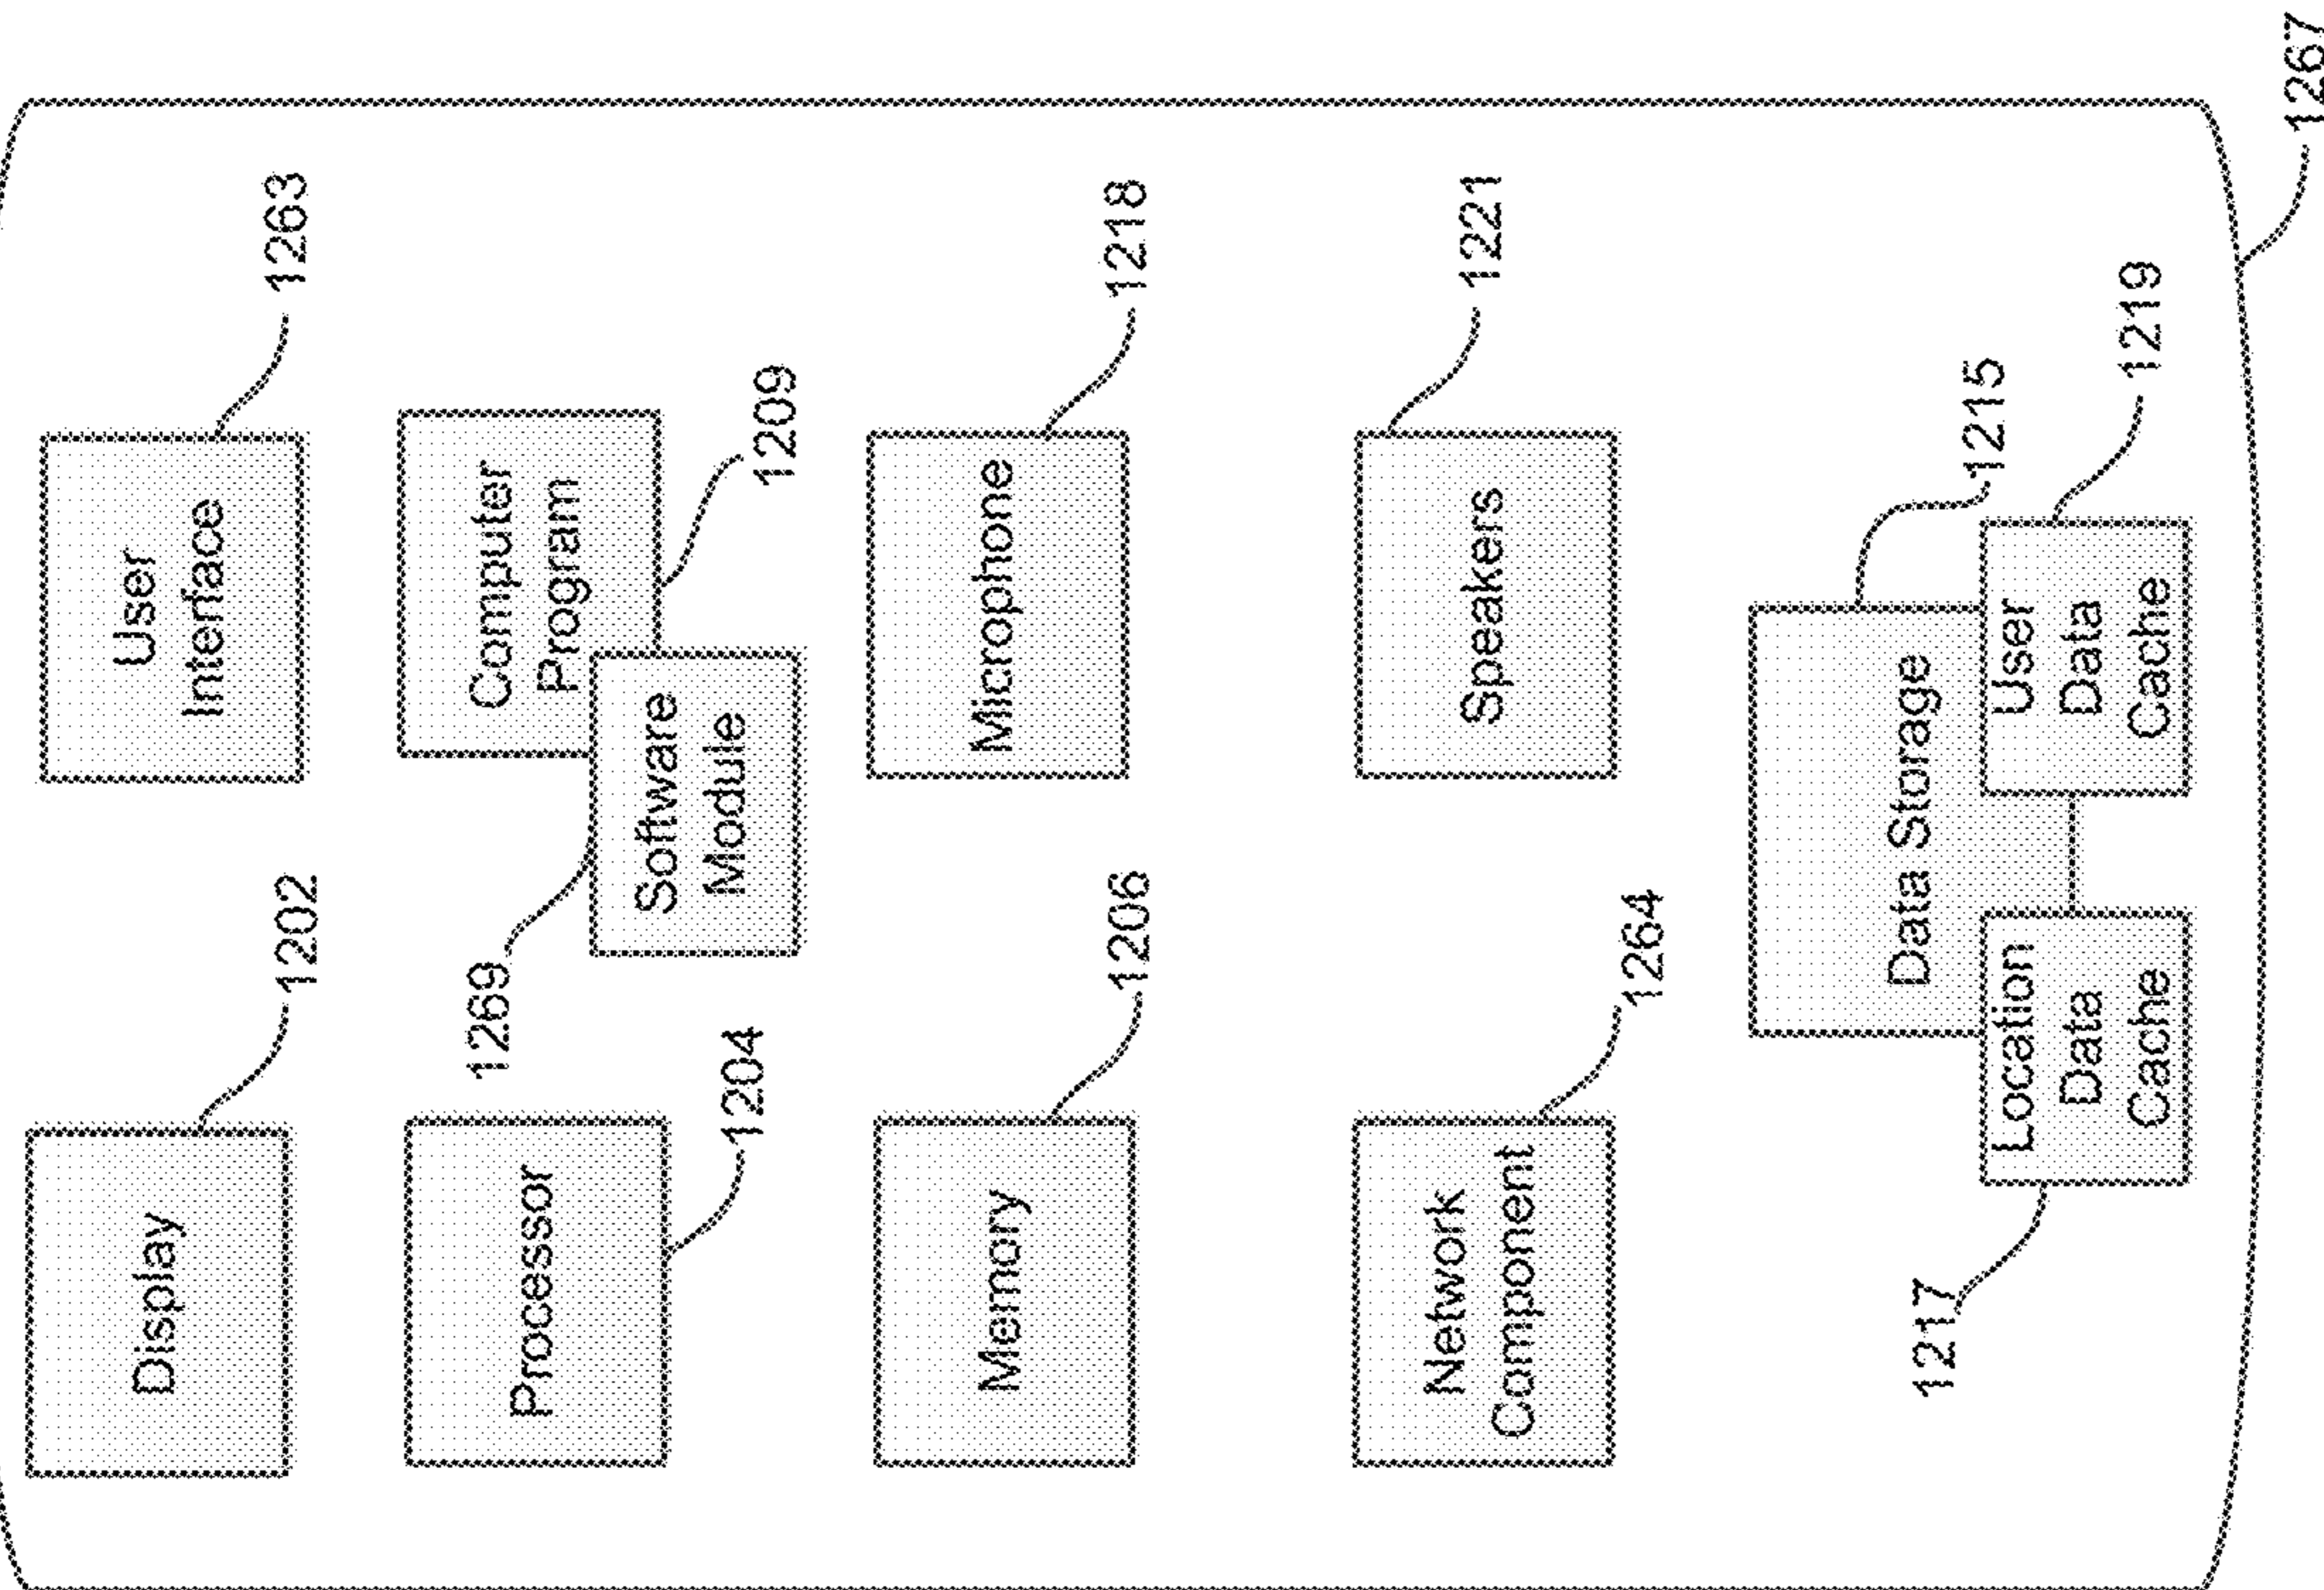 Display
1202
User
Interface
1263
Processor
1204
Computer
Program
1209
1269
Software
Module
Memory
1206
Microphone
1218
Network
Component
1264
Speakers
1221
Data Storage
1215
Location
Data
Cache
1217
User
Data
Cache
1219
1267